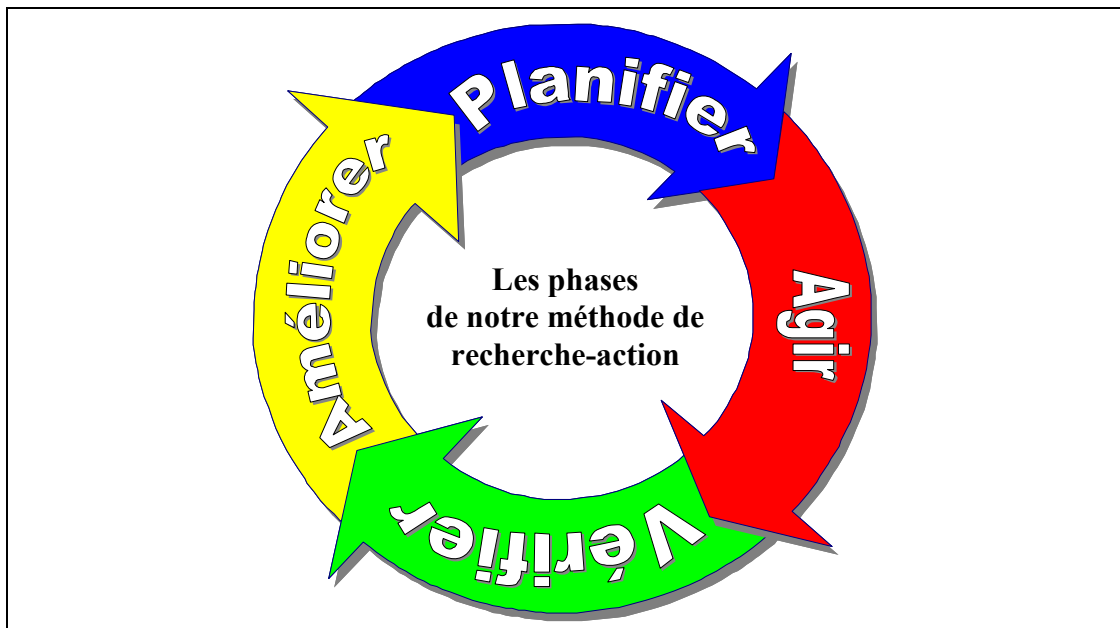 Planifier
Agir
Vérifier
Améliorer
Les phases
de notre méthode de
recherche-action